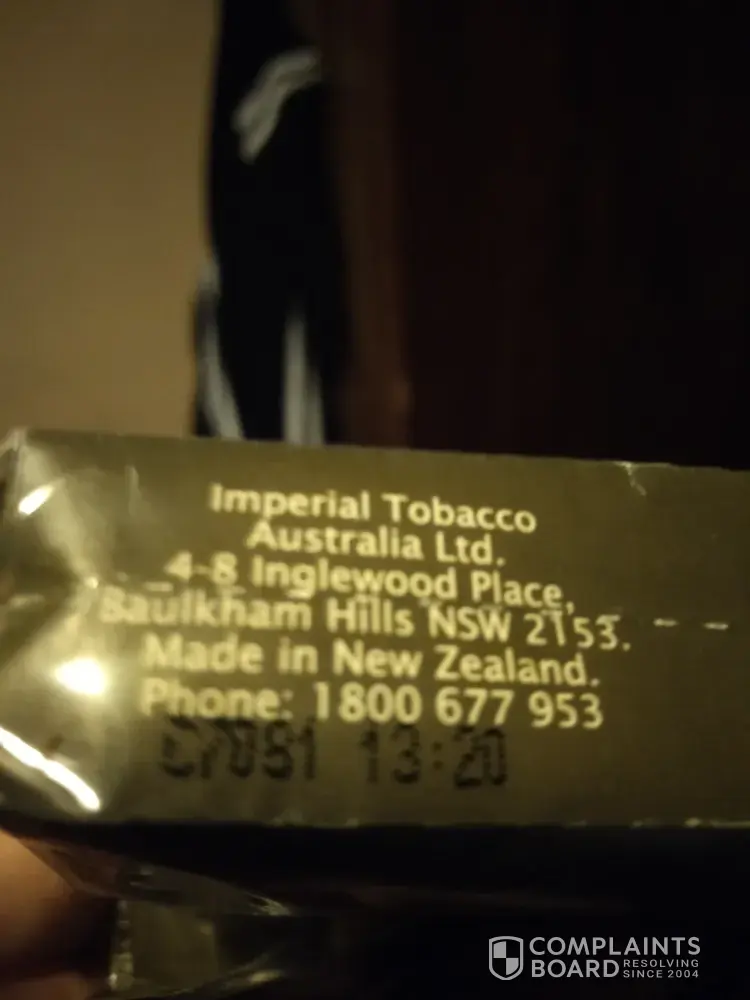 Imperial Tobacco
Australia Ltd.
4-8 Inglewood Place,
Baulkham Hills NSW 2153.
Made in New Zealand.
Phone: 1800 677 953
13:20
COMPLAINTS
BOARD RESOLVING
SINCE 2004